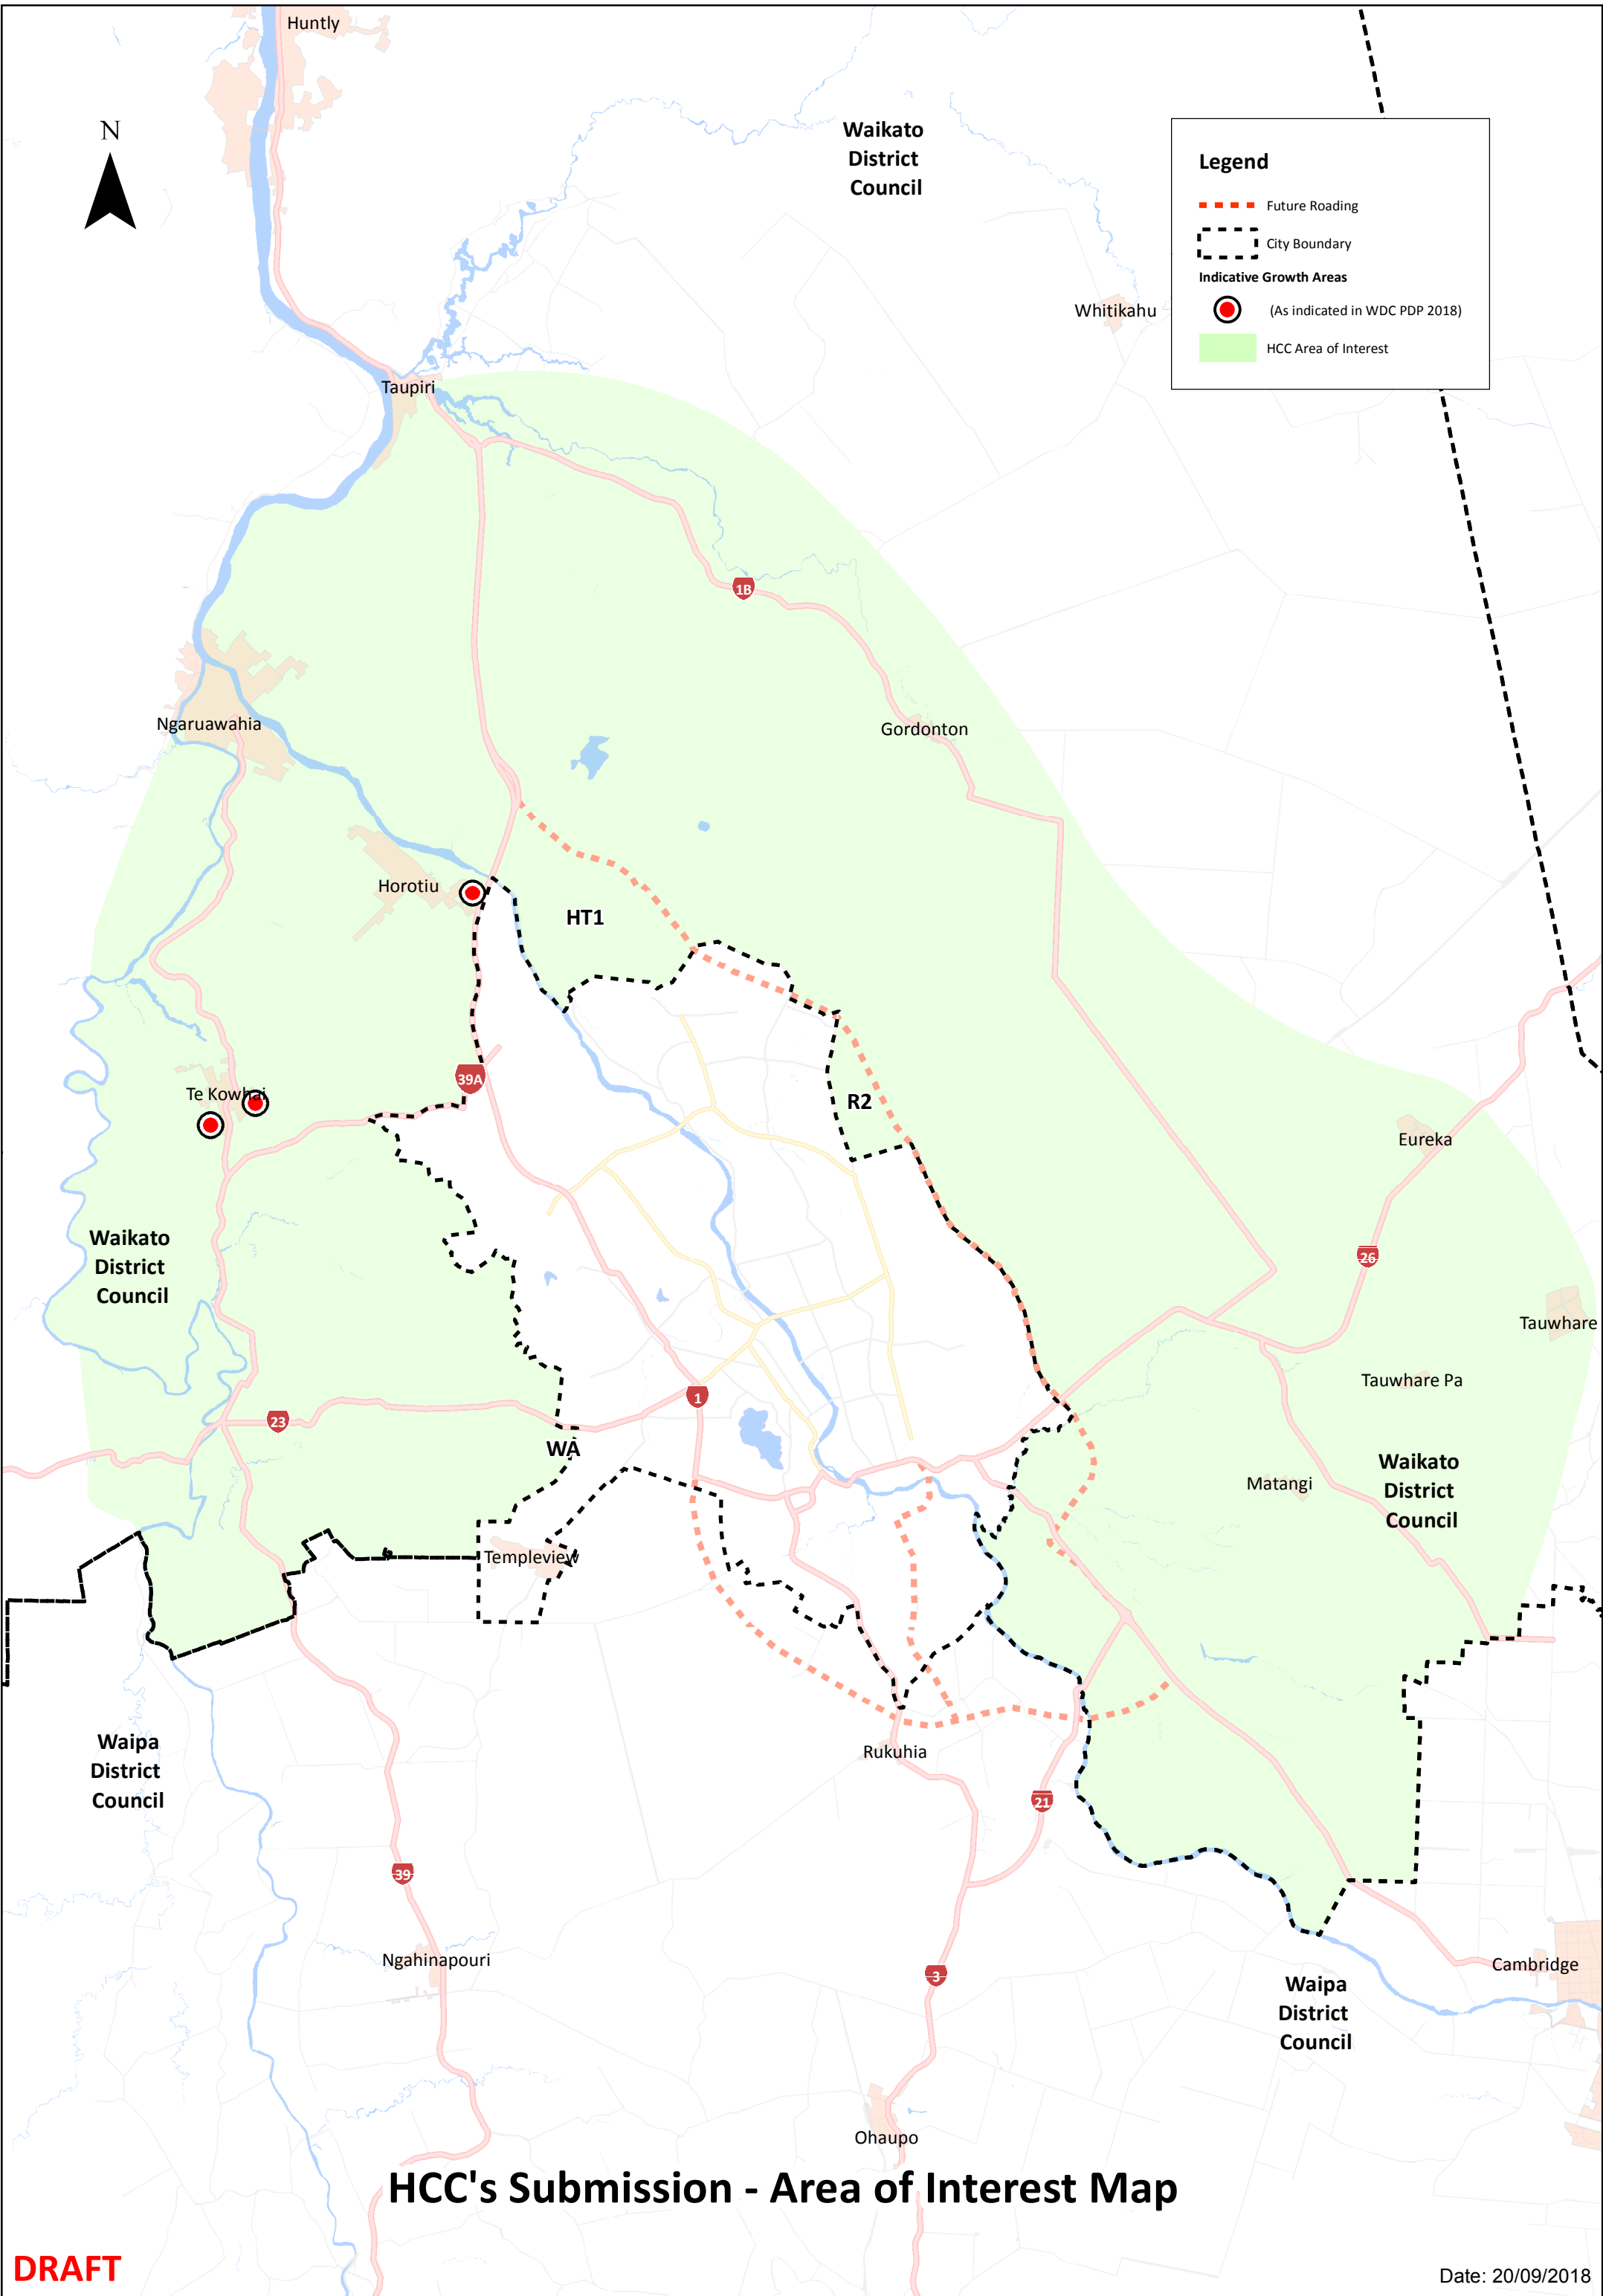 Huntly
N
Waikato
District
Council
Legend
Future Roading
City Boundary
Indicative Growth Areas
(As indicated in WDC PDP 2018)
HCC Area of Interest
Whitikahu
Taupiri
1B
Ngaruawahia
Gordonton
Horotiu
HT1
39A
Te Kowhai
R2
Eureka
Waikato
District
Council
26
Tauwhare
Tauwhare Pa
1
23
WA
Matangi
Waikato
District
Council
Templeview
Waipa
District
Council
Rukuhia
21
39
Ngahinapouri
3
Cambridge
Waipa
District
Council
Ohaupo
HCC's Submission - Area of Interest Map
DRAFT
Date: 20/09/2018